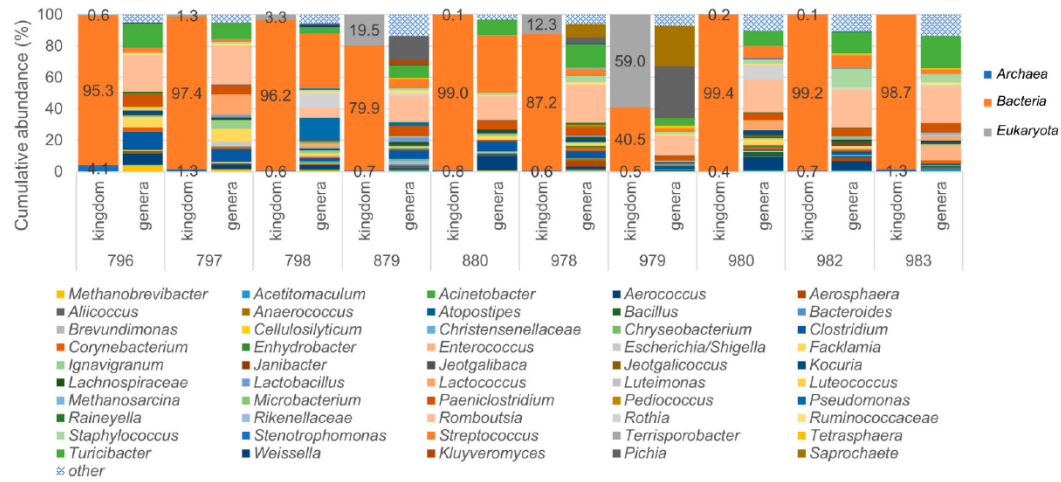 Cumulative abundance (%)
100
80
60
40
20
0
0.6 1.3 3.3 19.5 0.1 12.3 59.0 0.2 0.1
95.3 97.4 96.2 79.9 99.0 87.2 40.5 99.4 99.2 98.7
4.1 1.3 0.6 0.7 0.8 0.6 0.5 0.4 0.7 1.3
kingdom genera kingdom genera kingdom genera kingdom genera kingdom genera kingdom genera kingdom genera kingdom genera kingdom genera kingdom genera
796 797 798 879 880 978 979 980 982 983
Archaea
Bacteria
Eukaryota
Methanobrevibacter Acetitomaculum Acinetobacter Aerococcus Aerosphaera
Aliicoccus Anaerococcus Atopostipes Bacillus Bacteroides
Brevundimonas Cellulosilyticum Christensenellaceae Chryseobacterium Clostridium
Corynebacterium Enhydrobacter Enterococcus Escherichia/Shigella Facklamia
Ignavigranum Janibacter Jeotgalibaca Jeotgalicoccus Kocuria
Lachnospiraceae Lactobacillus Lactococcus Luteimonas Luteococcus
Methanosarcina Microbacterium Paeniclostridium Pediococcus Pseudomonas
Raineyella Rikenellaceae Romboutsia Rothia Ruminococcaceae
Staphylococcus Stenotrophomonas Streptococcus Terrisporobacter Tetrasphaera
Turicibacter Weissella Kluyveromyces Pichia Saprochaete
other